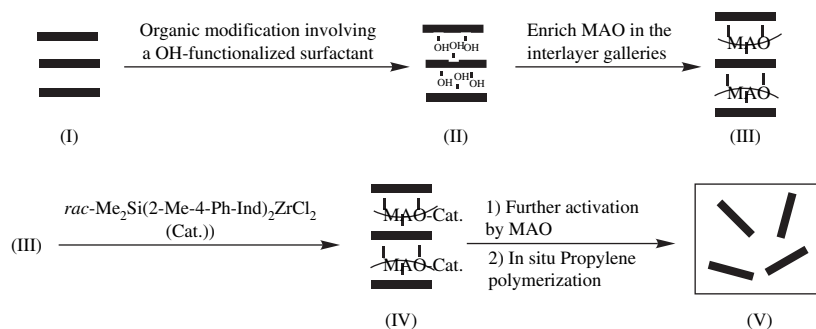 Organic modification involving
a OH-functionalized surfactant
Enrich MAO in the
interlayer galleries
OH OH OH
OH OH OH
MAO
MAO
(I)
(II)
(III)
rac-Me2Si(2-Me-4-Ph-Ind)2ZrCl2
(Cat.))
(III)
MAO-Cat.
MAO-Cat.
1) Further activation
by MAO
2) In situ Propylene
polymerization
(IV)
(V)